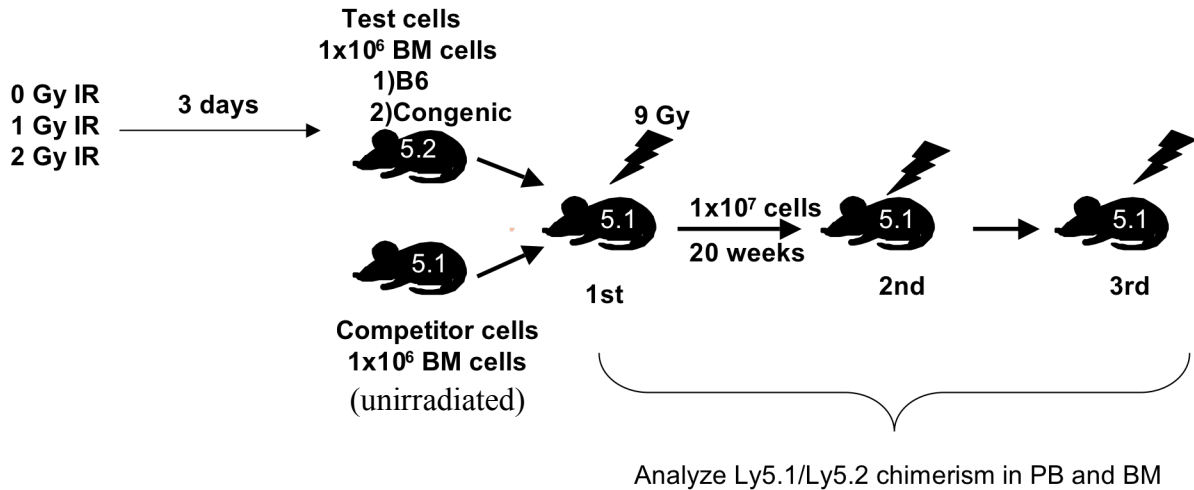 Test cells
1x10⁶ BM cells
1)B6
2)Congenic
0 Gy IR
1 Gy IR
2 Gy IR
3 days
5.2
9 Gy
5.1
1x10⁷ cells
20 weeks
5.1
5.1
5.1
1st
2nd
3rd
Competitor cells
1x10⁶ BM cells
(unirradiated)
Analyze Ly5.1/Ly5.2 chimerism in PB and BM